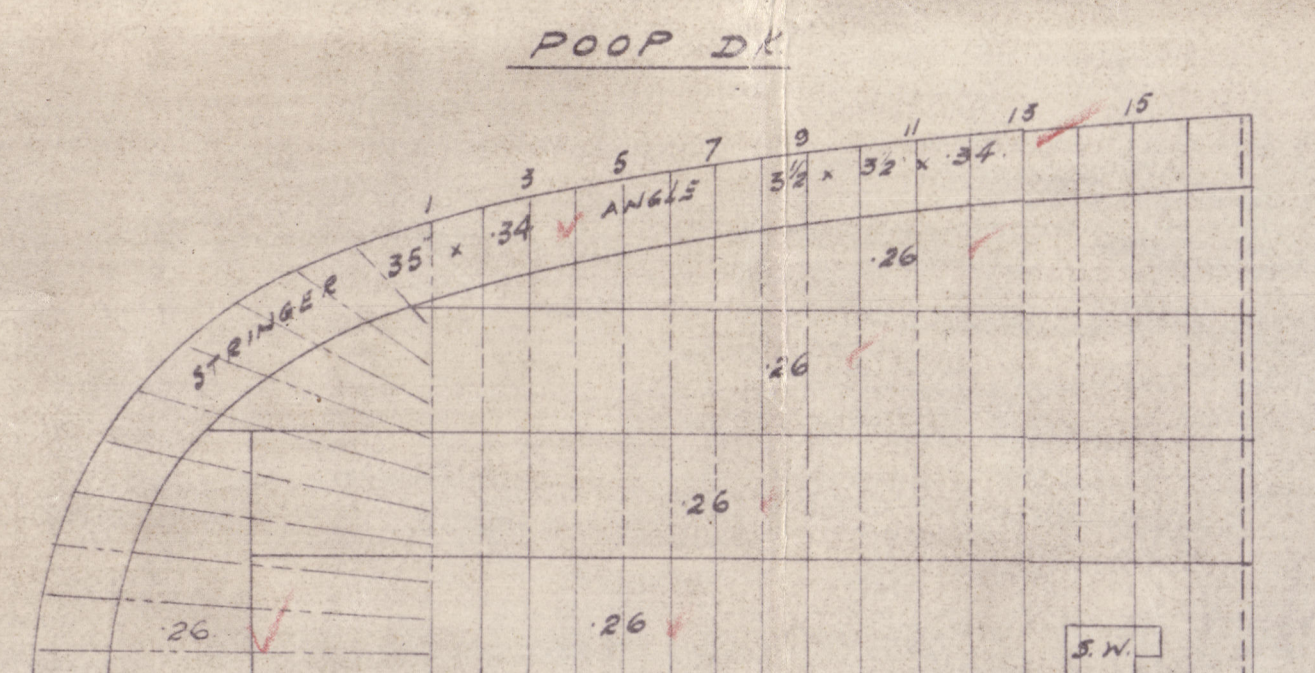 POOP DK.
1 3 5 7 9 11 13 15
STRINGER 35 x .34 ANGLE 3½ x 3½ x .34.
.26
.26
.26
.26 .26
S.W.